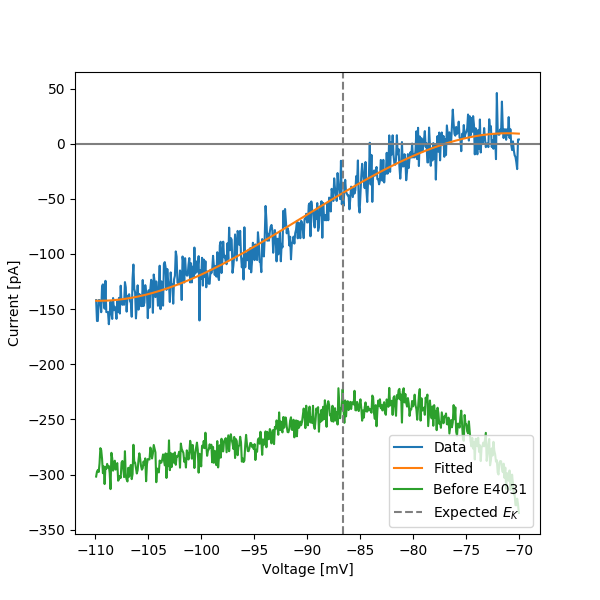 50
0
−50
−100
−150
−200
−250
−300
−350
Current [pA]
Data
Fitted
Before E4031
Expected E_K
−110 −105 −100 −95 −90 −85 −80 −75 −70
Voltage [mV]